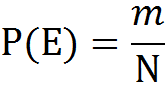 P(E) = m/N